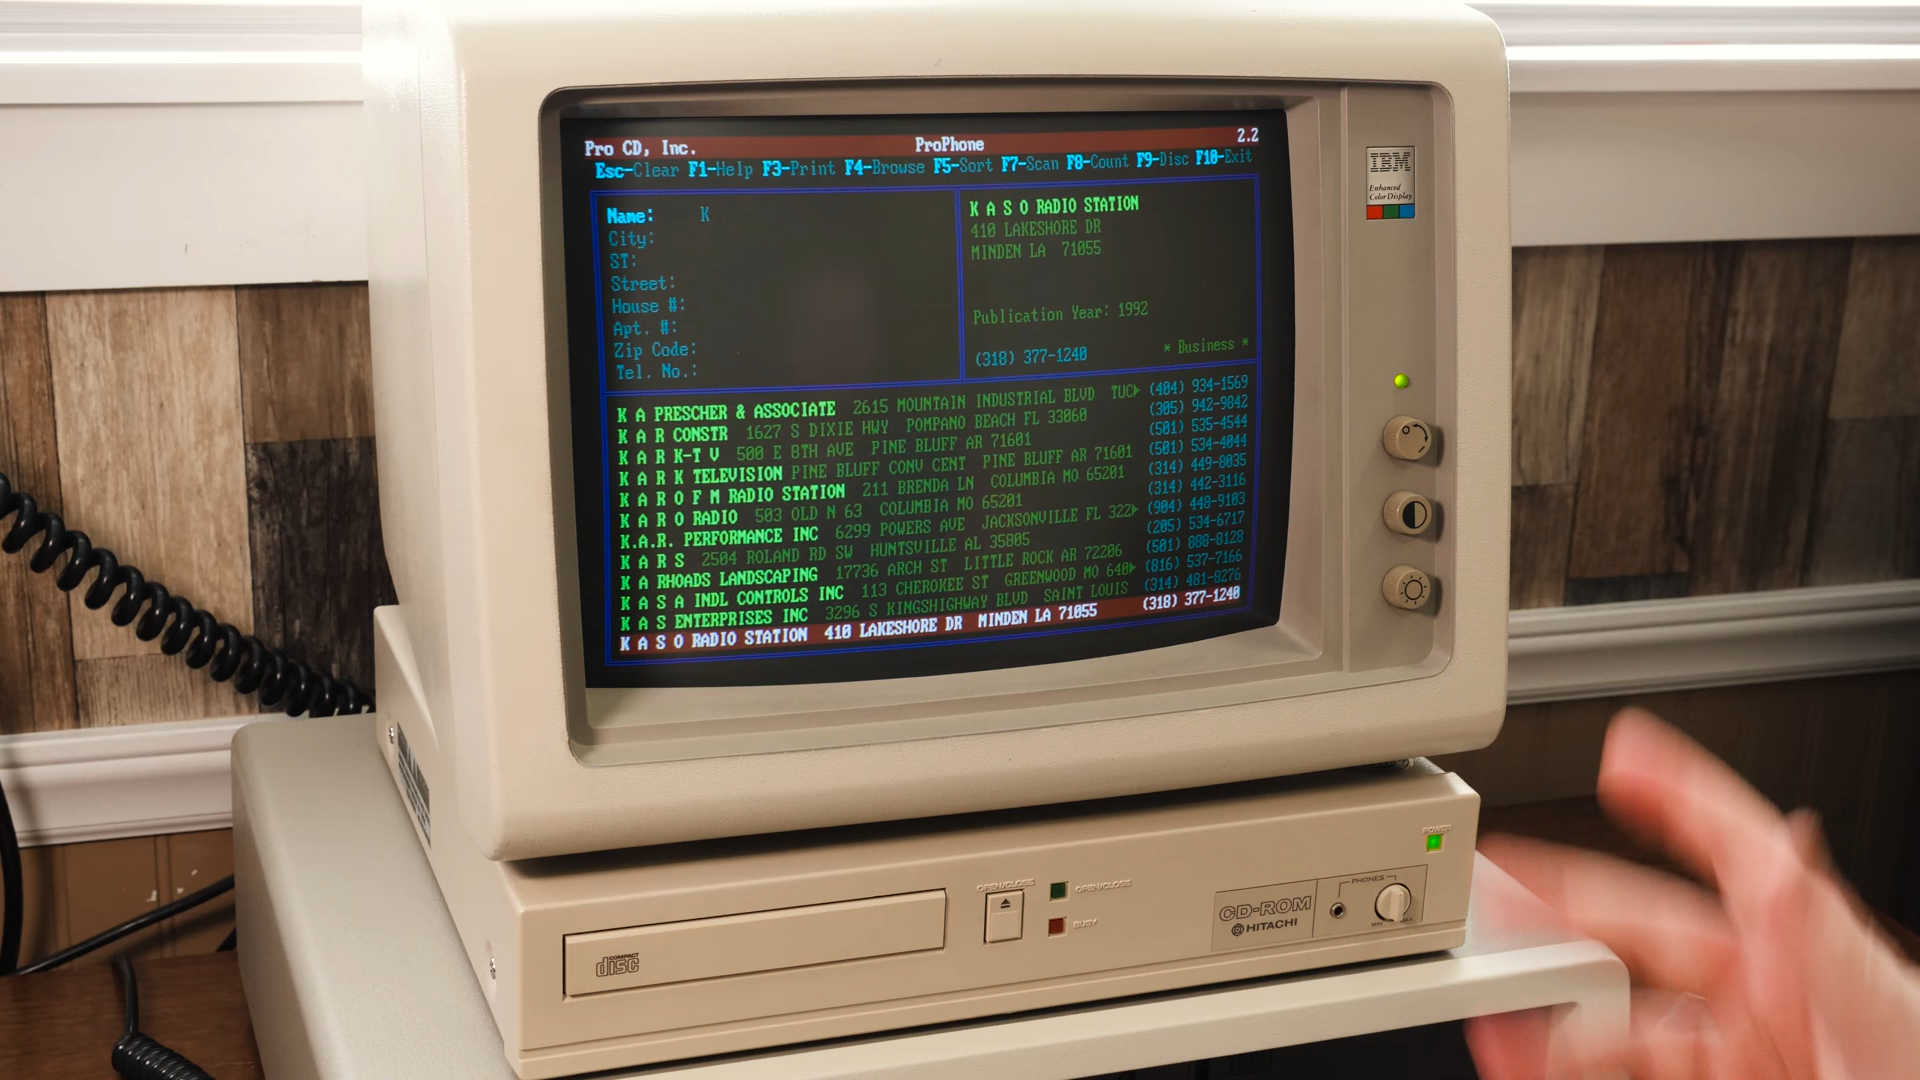 Pro CD, Inc. ProPhone 2.2
Esc-Clear F1-Help F3-Print F4-Browse F5-Sort F7-Scan F8-Count F9-Disc F10-Exit
Name: K
City:
ST:
Street:
House #:
Apt. #:
Zip Code:
Tel. No.:
K A S O RADIO STATION
410 LAKESHORE DR
MINDEN LA 71055
Publication Year: 1992
(318) 377-1240 * Business *
K A PRESCHER & ASSOCIATE 2615 MOUNTAIN INDUSTRIAL BLVD TUC (404) 934-1569
K A R CONSTR 1627 S DIXIE HWY POMPANO BEACH FL 33060 (305) 942-9842
K A R K-T V 500 E 8TH AVE PINE BLUFF AR 71601 (501) 535-4544
K A R K TELEVISION PINE BLUFF CONV CENT PINE BLUFF AR 71601 (501) 534-4044
K A R O F M RADIO STATION 211 BRENDA LN COLUMBIA MO 65201 (314) 449-8035
K A R O RADIO 503 OLD N 63 COLUMBIA MO 65201 (314) 442-3116
K.A.R. PERFORMANCE INC 6299 POWERS AVE JACKSONVILLE FL 322 (904) 448-9103
K A R S 2504 ROLAND RD SW HUNTSVILLE AL 35805 (205) 534-6717
K A RHOADS LANDSCAPING 17736 ARCH ST LITTLE ROCK AR 72206 (501) 888-8128
K A S A INDL CONTROLS INC 113 CHEROKEE ST GREENWOOD MO 640 (816) 537-7166
K A S ENTERPRISES INC 3296 S KINGSHIGHWAY BLVD SAINT LOUIS (314) 481-8276
K A S O RADIO STATION 410 LAKESHORE DR MINDEN LA 71055 (318) 377-1240
IBM
Enhanced
Color Display
POWER
OPEN/CLOSE
OPEN/CLOSE
BUSY
COMPACT
disc
CD-ROM
HITACHI
PHONES
MIN MAX